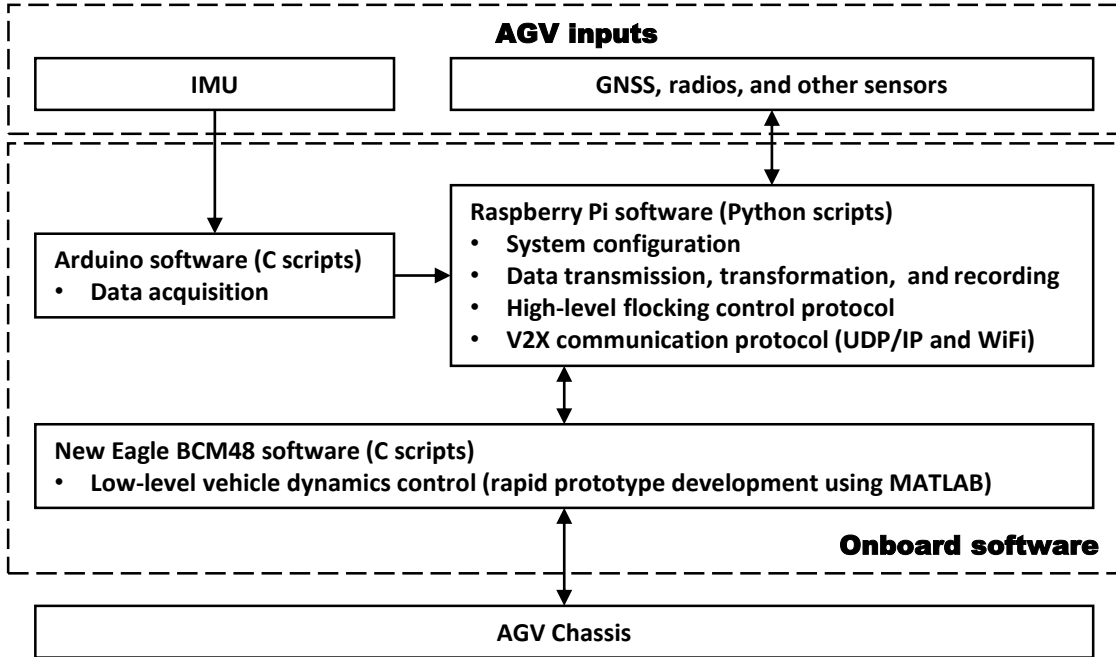 AGV inputs
IMU
GNSS, radios, and other sensors
Raspberry Pi software (Python scripts)
• System configuration
• Data transmission, transformation, and recording
• High-level flocking control protocol
• V2X communication protocol (UDP/IP and WiFi)
Arduino software (C scripts)
• Data acquisition
New Eagle BCM48 software (C scripts)
• Low-level vehicle dynamics control (rapid prototype development using MATLAB)
Onboard software
AGV Chassis